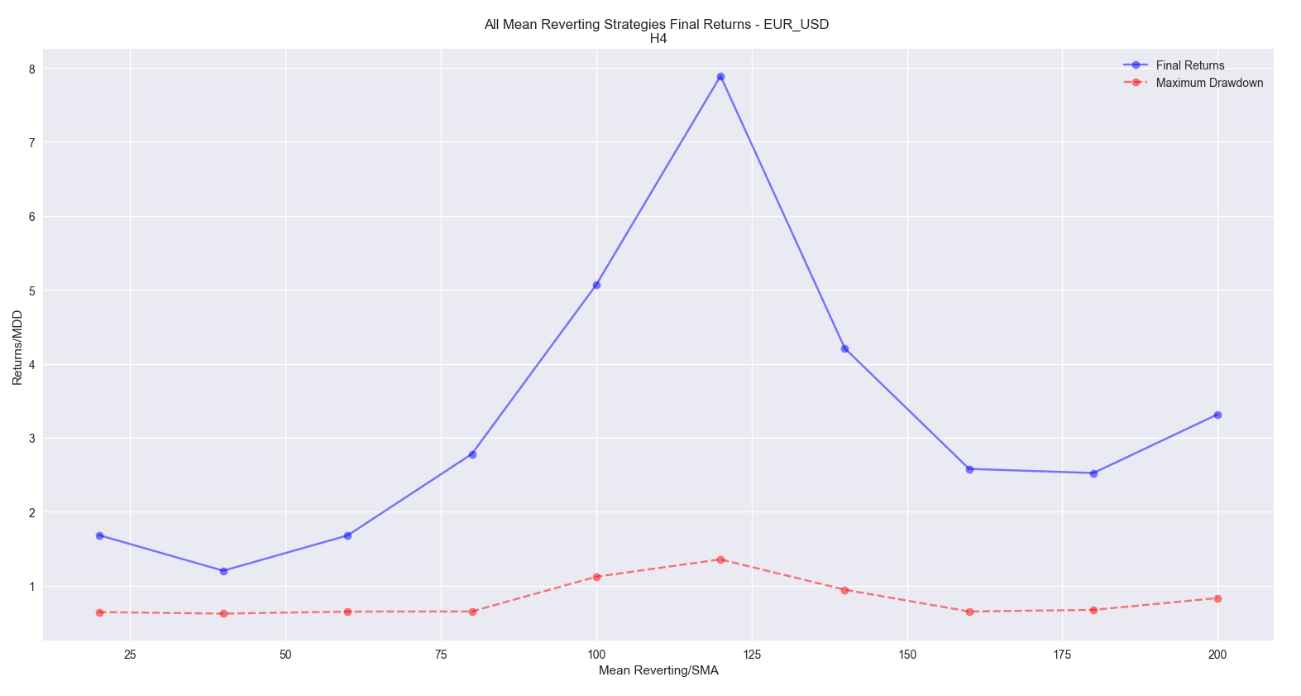 All Mean Reverting Strategies Final Returns - EUR_USD
H4
Final Returns
Maximum Drawdown
8
7
6
5
4
3
2
1
Returns/MDD
25 50 75 100 125 150 175 200
Mean Reverting/SMA